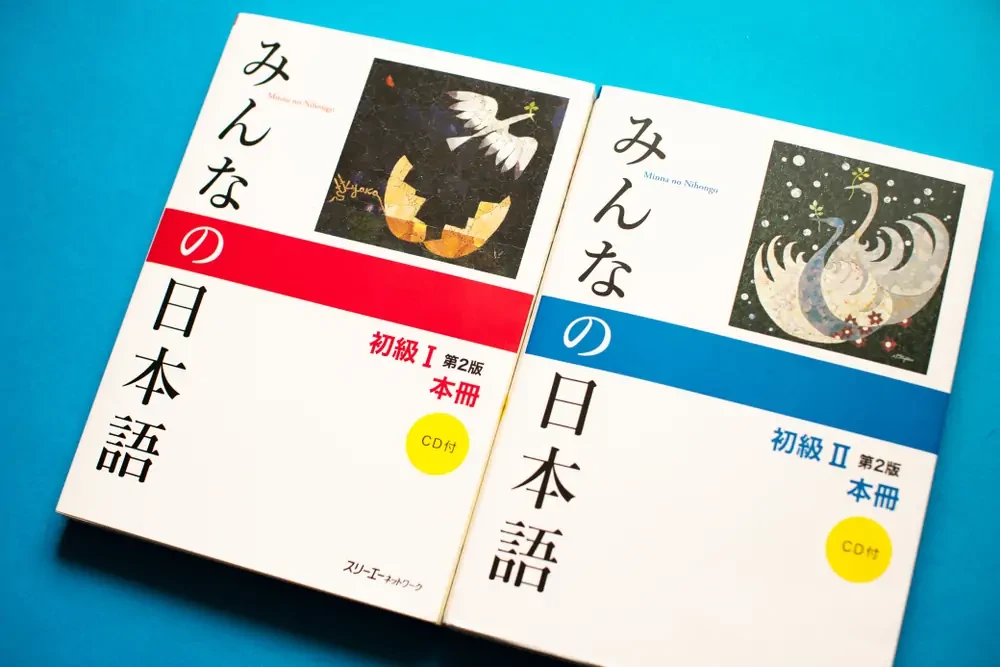 みんなの日本語
Minna no Nihongo
初級 I 第2版
本冊
CD付
スリーエーネットワーク
みんなの日本語
Minna no Nihongo
初級 II 第2版
本冊
CD付